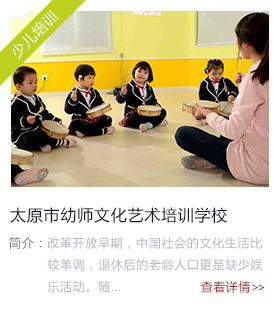 少儿培训
太原市幼师文化艺术培训学校
简介：改革开放早期，中国社会的文化生活比
较单调，退休后的老龄人口更是缺少娱
乐活动。随...
查看详情>>